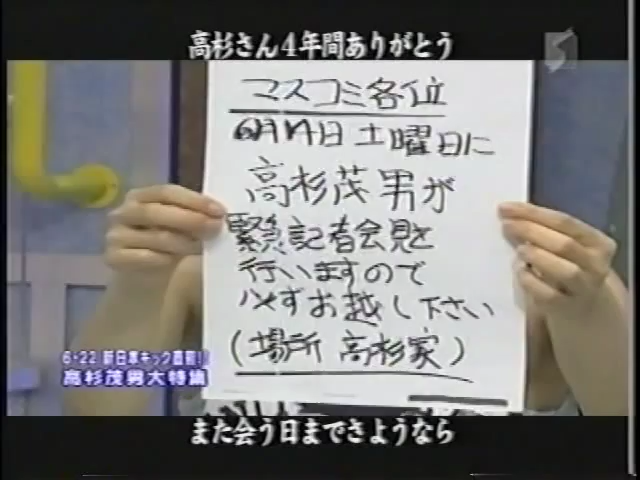 高杉さん4年間ありがとう
マスコミ各位
6月14日土曜日に
高杉茂男が
緊急記者会見を
行いますので
必ずお越し下さい
(場所 高杉家)
6・22 新日本キック直前!!
高杉茂男大特集
また会う日までさようなら